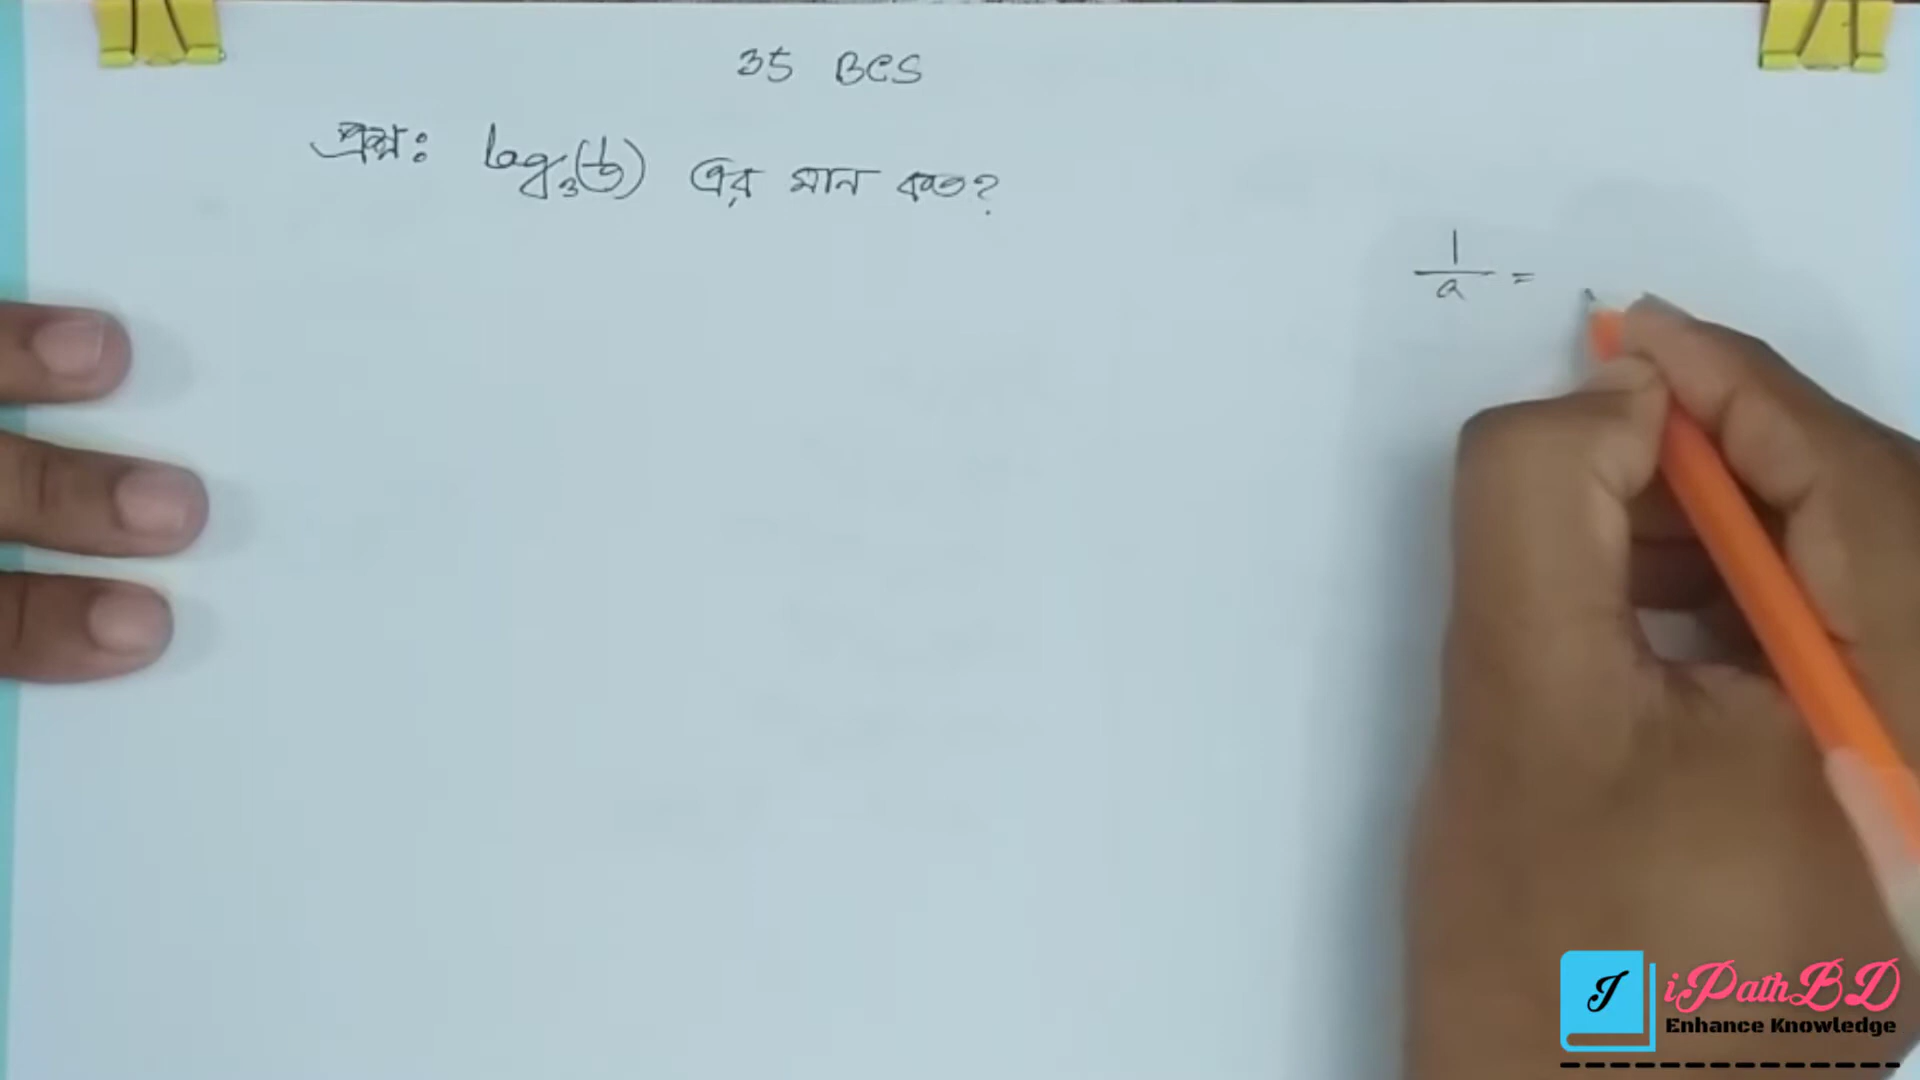 35 BCS
প্রশ্ন: log₃(1/9) এর মান কত?
1/a =
iPathBD
Enhance Knowledge